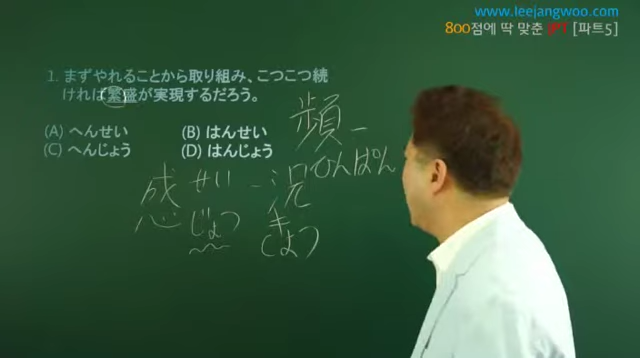 www.leejangwoo.com
800점에 딱 맞춘 JPT [파트5]
1. まずやれることから取り組み、こつこつ続
ければ繁盛が実現するだろう。
(A) へんせい (B) はんせい
(C) へんじょう (D) はんじょう
頻
ひんぱん
せい 況
じょう きょう